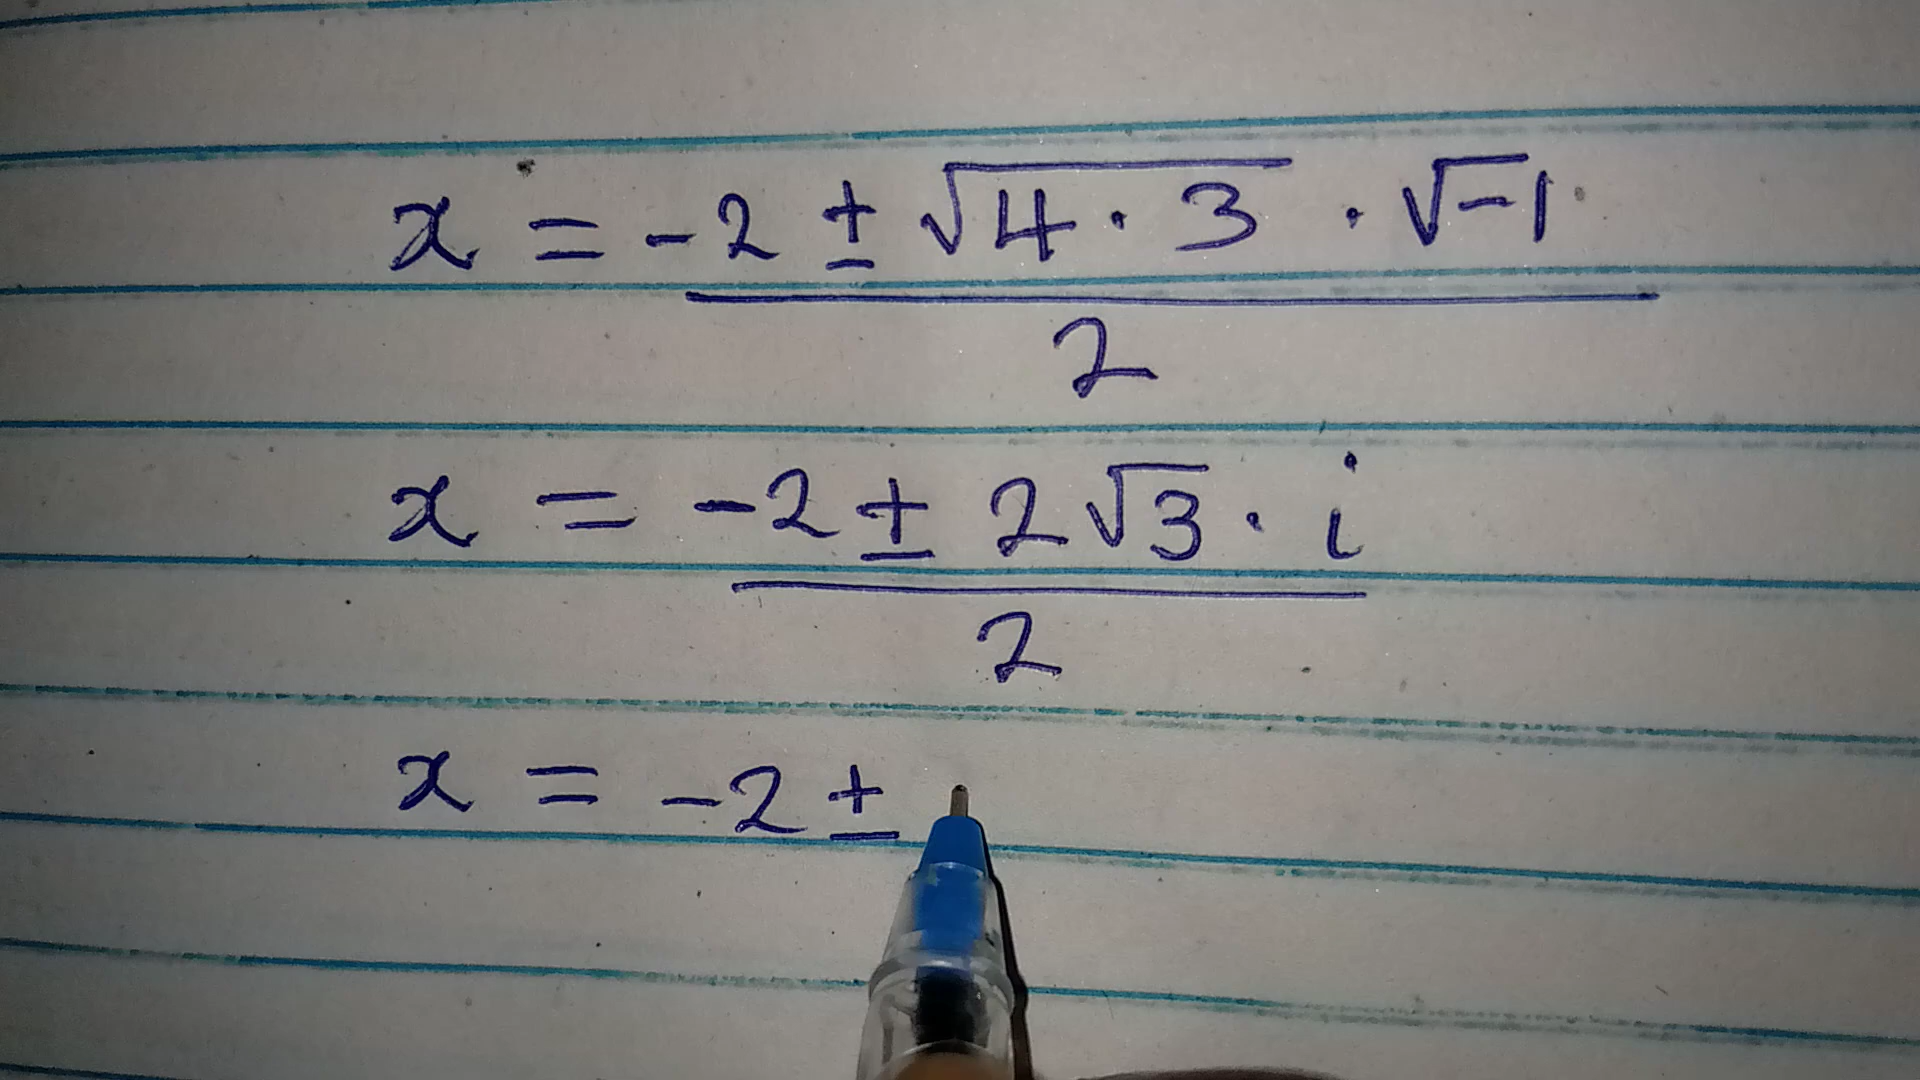 x = -2 ± √4·3 · √-1
2
x = -2 ± 2√3 · i
2
x = -2 ±